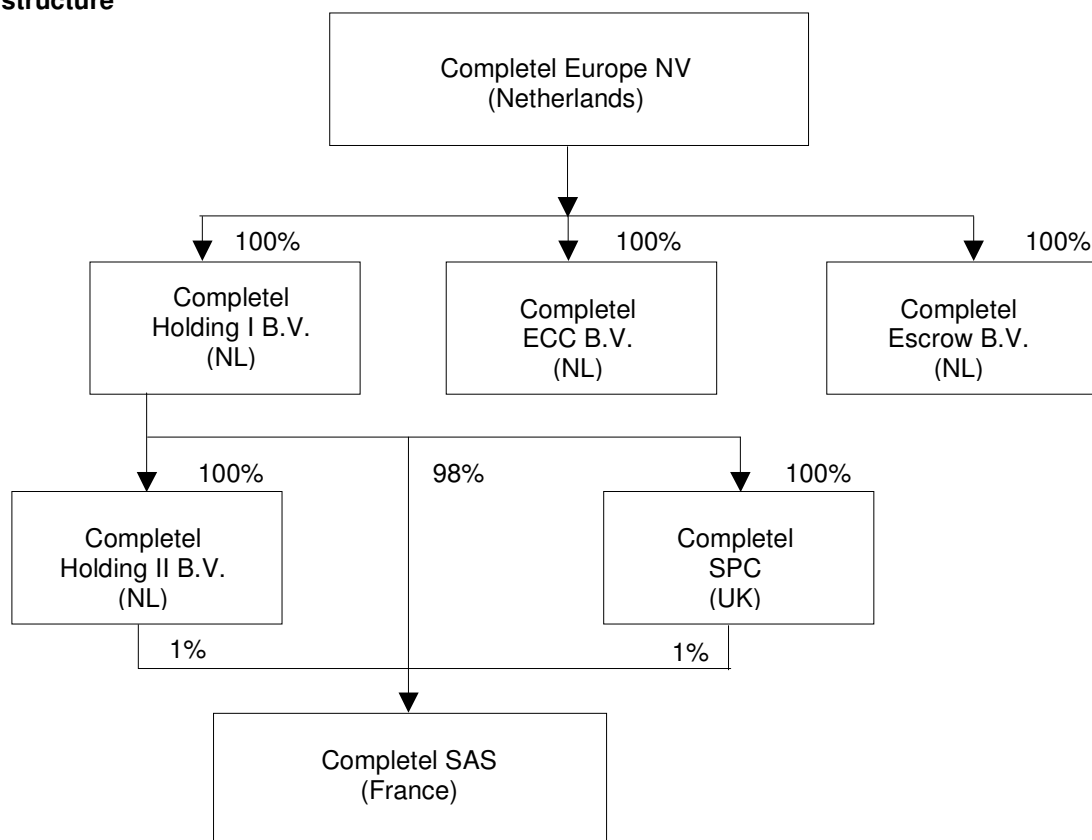 structure
Completel Europe NV
(Netherlands)
100%
100%
100%
Completel
Holding I B.V.
(NL)
Completel
ECC B.V.
(NL)
Completel
Escrow B.V.
(NL)
100%
98%
100%
Completel
Holding II B.V.
(NL)
Completel
SPC
(UK)
1%
1%
Completel SAS
(France)